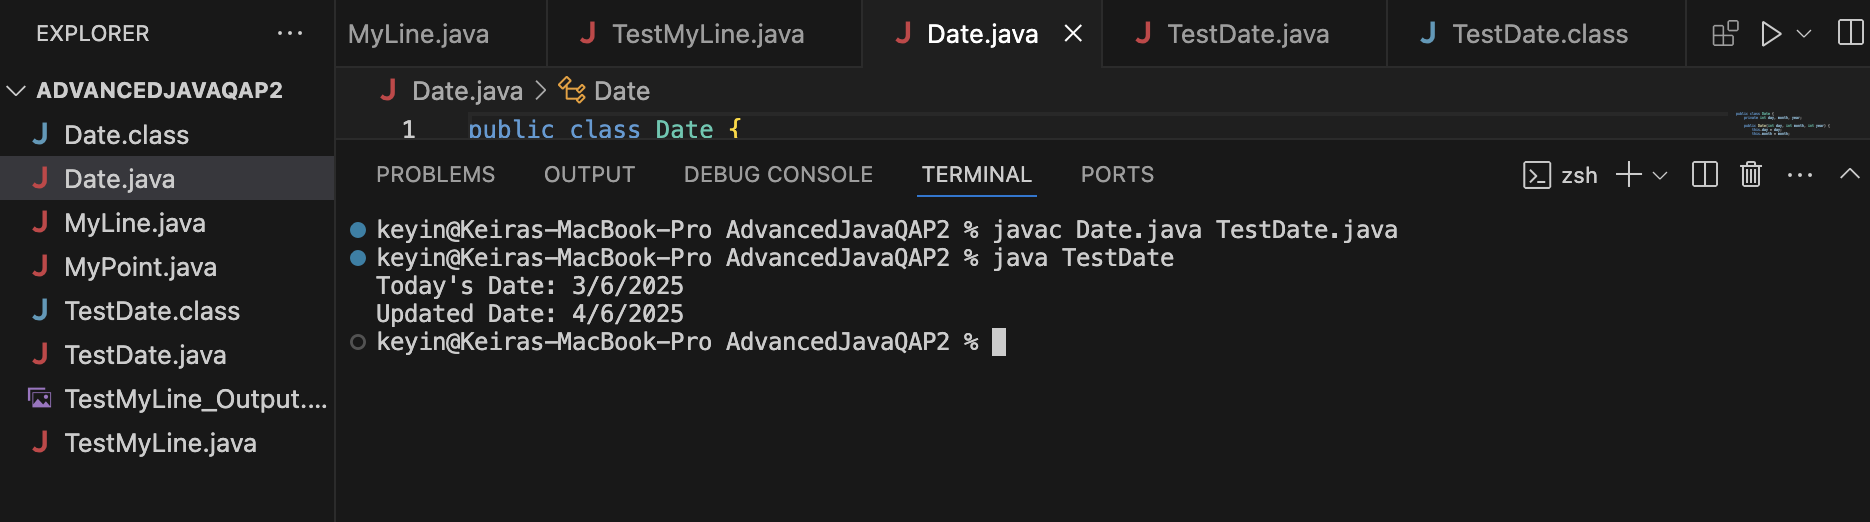 EXPLORER
ADVANCEDJAVAQAP2
Date.class
Date.java
MyLine.java
MyPoint.java
TestDate.class
TestDate.java
TestMyLine_Output....
TestMyLine.java
MyLine.java
TestMyLine.java
Date.java
TestDate.java
TestDate.class
Date.java > Date
1 public class Date {
PROBLEMS OUTPUT DEBUG CONSOLE TERMINAL PORTS
zsh
keyin@Keiras-MacBook-Pro AdvancedJavaQAP2 % javac Date.java TestDate.java
keyin@Keiras-MacBook-Pro AdvancedJavaQAP2 % java TestDate
Today's Date: 3/6/2025
Updated Date: 4/6/2025
keyin@Keiras-MacBook-Pro AdvancedJavaQAP2 %